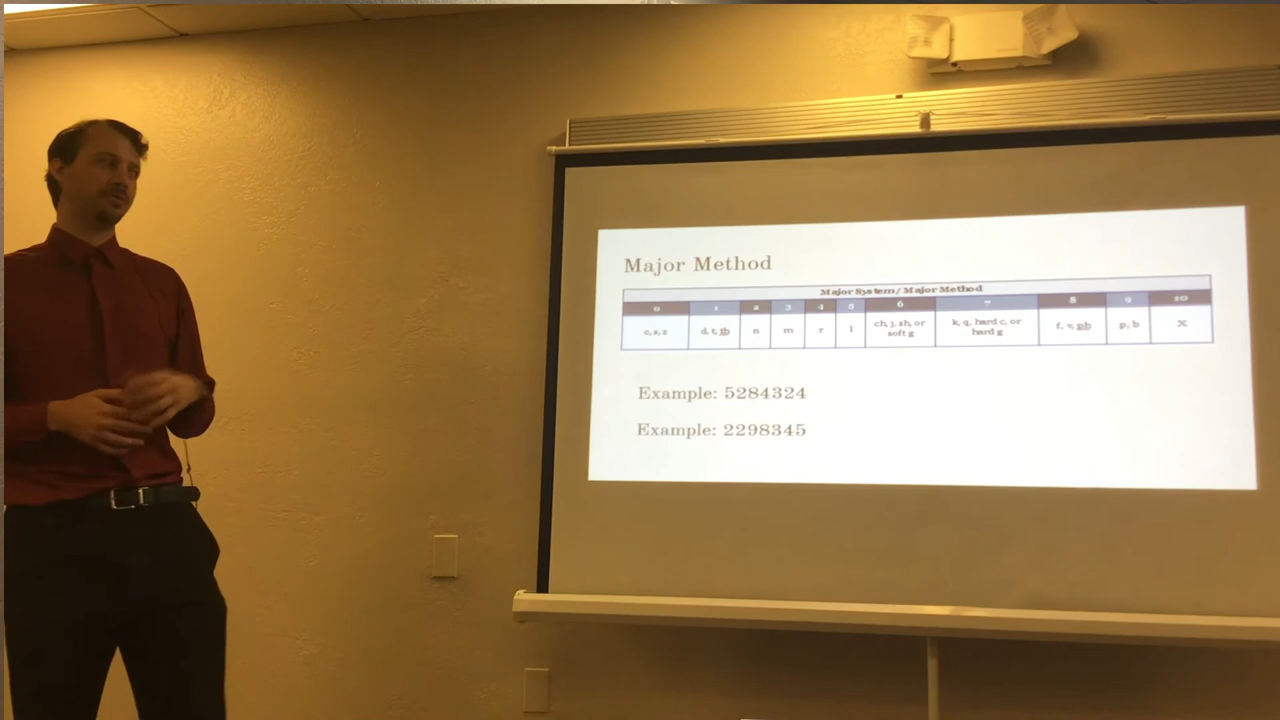 Major Method
Major System / Major Method
0 1 2 3 4 5 6 7 8 9 10
c, s, z d, t, th n m r l ch, j, sh, or soft g k, q, hard c, or hard g f, v, ph p, b X
Example: 5284324
Example: 2298345